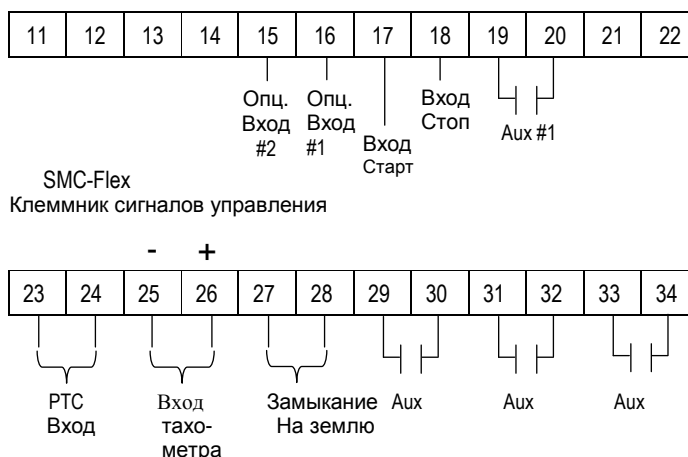 11 12 13 14 15 16 17 18 19 20 21 22
Опц. Вход #2
Опц. Вход #1
Вход Старт
Вход Стоп
Aux #1
SMC-Flex
Клеммник сигналов управления
- +
23 24 25 26 27 28 29 30 31 32 33 34
PTC Вход
Вход тахо-метра
Замыкание На землю
Aux
Aux
Aux